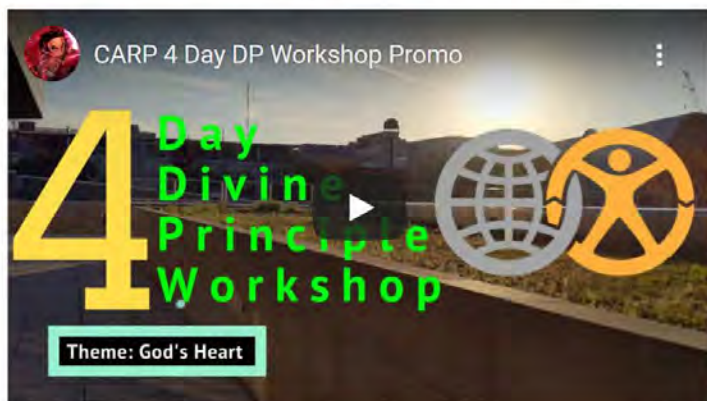 CARP 4 Day DP Workshop Promo
4
Day
Divine
Principle
Workshop
Theme: God's Heart